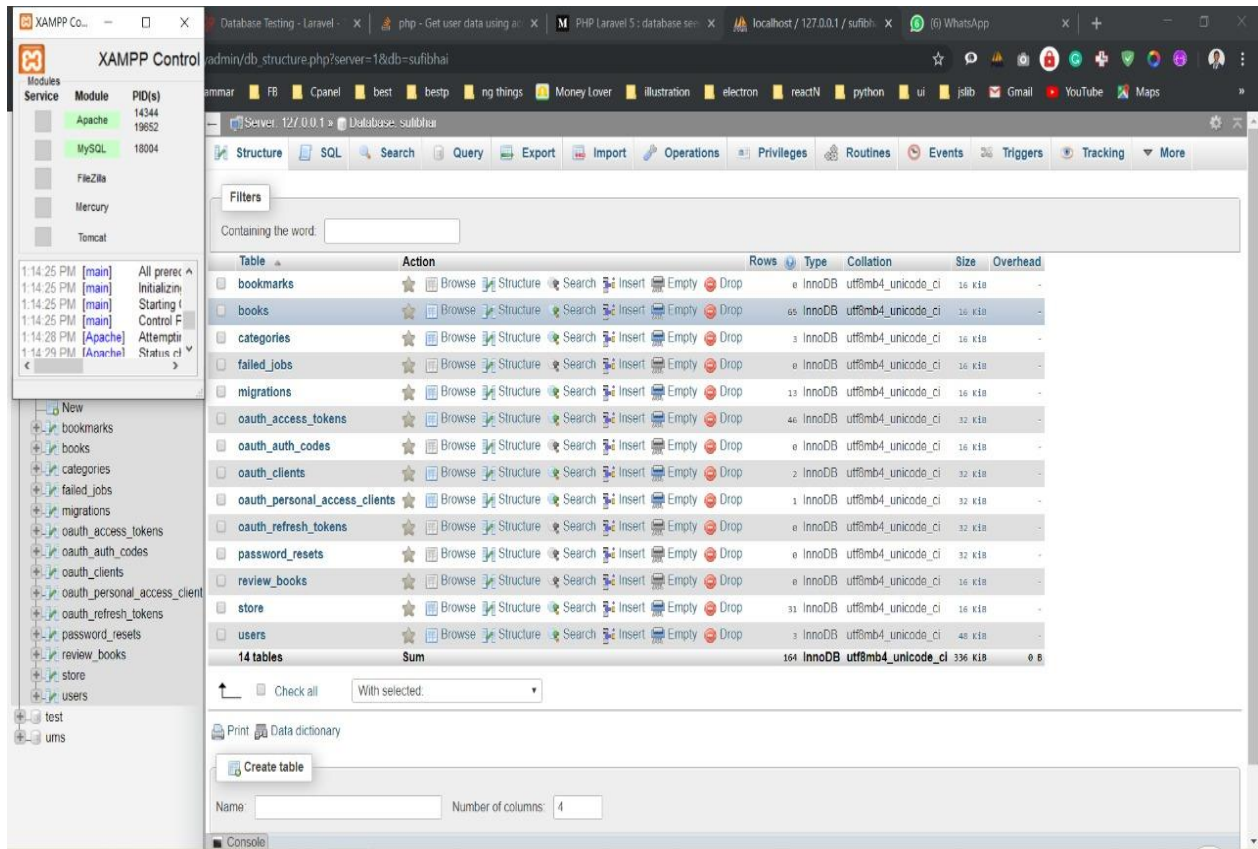 XAMPP Co...
Database Testing - Laravel -
php - Get user data using ac
PHP Laravel 5 : database see
localhost / 127.0.0.1 / sufibh
(6) WhatsApp
XAMPP Control
admin/db_structure.php?server=1&db=sufibhai
ammar FB Cpanel best bestp ng things Money Lover illustration electron reactN python ui jslib Gmail YouTube Maps »
Modules
Service Module PID(s)
Apache 14344
19652
MySQL 18004
FileZilla
Mercury
Tomcat
1:14:25 PM [main] All prerec
1:14:25 PM [main] Initializing
1:14:25 PM [main] Starting
1:14:25 PM [main] Control P
1:14:28 PM [Apache] Attemptin
1:14:29 PM [Apache] Status ch
New
bookmarks
books
categories
failed_jobs
migrations
oauth_access_tokens
oauth_auth_codes
oauth_clients
oauth_personal_access_client
oauth_refresh_tokens
password_resets
review_books
store
users
test
ums
Server: 127.0.0.1 » Database: sufibhai
Structure SQL Search Query Export Import Operations Privileges Routines Events Triggers Tracking More
Filters
Containing the word:
Table Action Rows Type Collation Size Overhead
bookmarks Browse Structure Search Insert Empty Drop 0 InnoDB utf8mb4_unicode_ci 16 KiB -
books Browse Structure Search Insert Empty Drop 65 InnoDB utf8mb4_unicode_ci 16 KiB -
categories Browse Structure Search Insert Empty Drop 3 InnoDB utf8mb4_unicode_ci 16 KiB -
failed_jobs Browse Structure Search Insert Empty Drop 0 InnoDB utf8mb4_unicode_ci 16 KiB -
migrations Browse Structure Search Insert Empty Drop 13 InnoDB utf8mb4_unicode_ci 16 KiB -
oauth_access_tokens Browse Structure Search Insert Empty Drop 46 InnoDB utf8mb4_unicode_ci 32 KiB -
oauth_auth_codes Browse Structure Search Insert Empty Drop 0 InnoDB utf8mb4_unicode_ci 16 KiB -
oauth_clients Browse Structure Search Insert Empty Drop 2 InnoDB utf8mb4_unicode_ci 32 KiB -
oauth_personal_access_clients Browse Structure Search Insert Empty Drop 1 InnoDB utf8mb4_unicode_ci 32 KiB -
oauth_refresh_tokens Browse Structure Search Insert Empty Drop 0 InnoDB utf8mb4_unicode_ci 32 KiB -
password_resets Browse Structure Search Insert Empty Drop 0 InnoDB utf8mb4_unicode_ci 32 KiB -
review_books Browse Structure Search Insert Empty Drop 0 InnoDB utf8mb4_unicode_ci 16 KiB -
store Browse Structure Search Insert Empty Drop 31 InnoDB utf8mb4_unicode_ci 16 KiB -
users Browse Structure Search Insert Empty Drop 3 InnoDB utf8mb4_unicode_ci 48 KiB -
14 tables Sum 164 InnoDB utf8mb4_unicode_ci 336 KiB 0 B
Check all With selected:
Print Data dictionary
Create table
Name: Number of columns: 4
Console